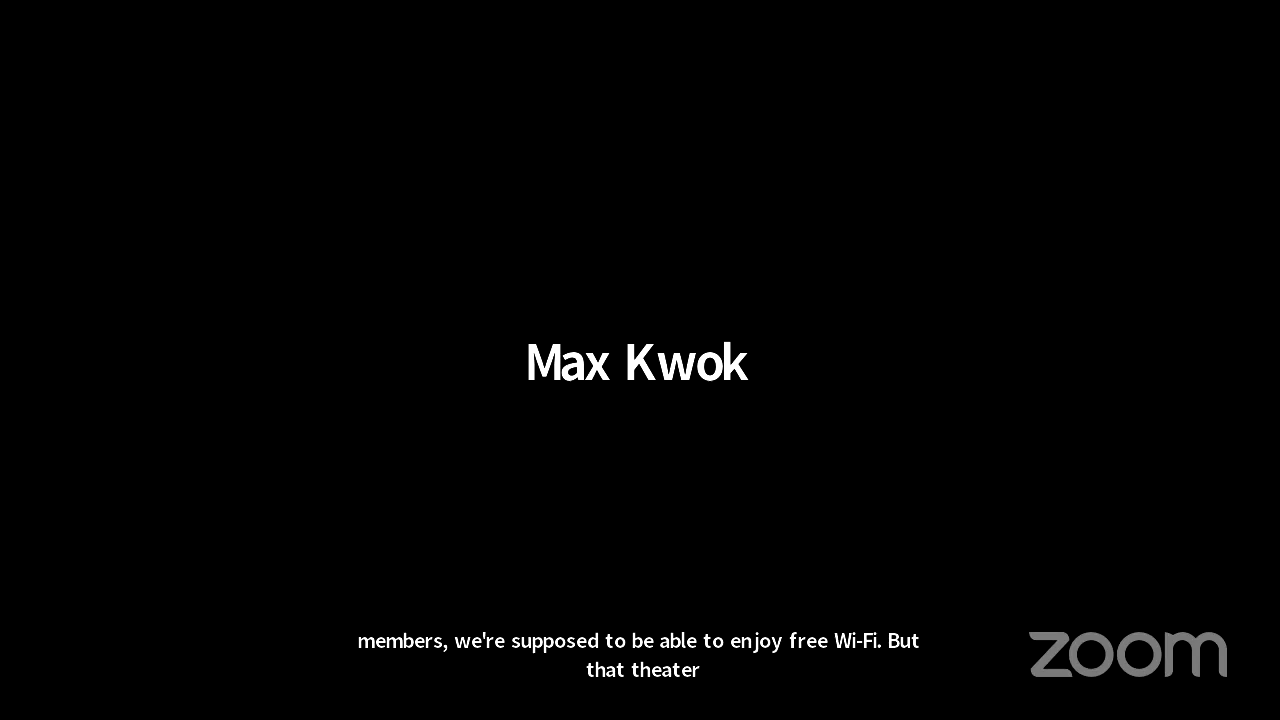 Max Kwok
members, we're supposed to be able to enjoy free Wi-Fi. But
that theater
zoom